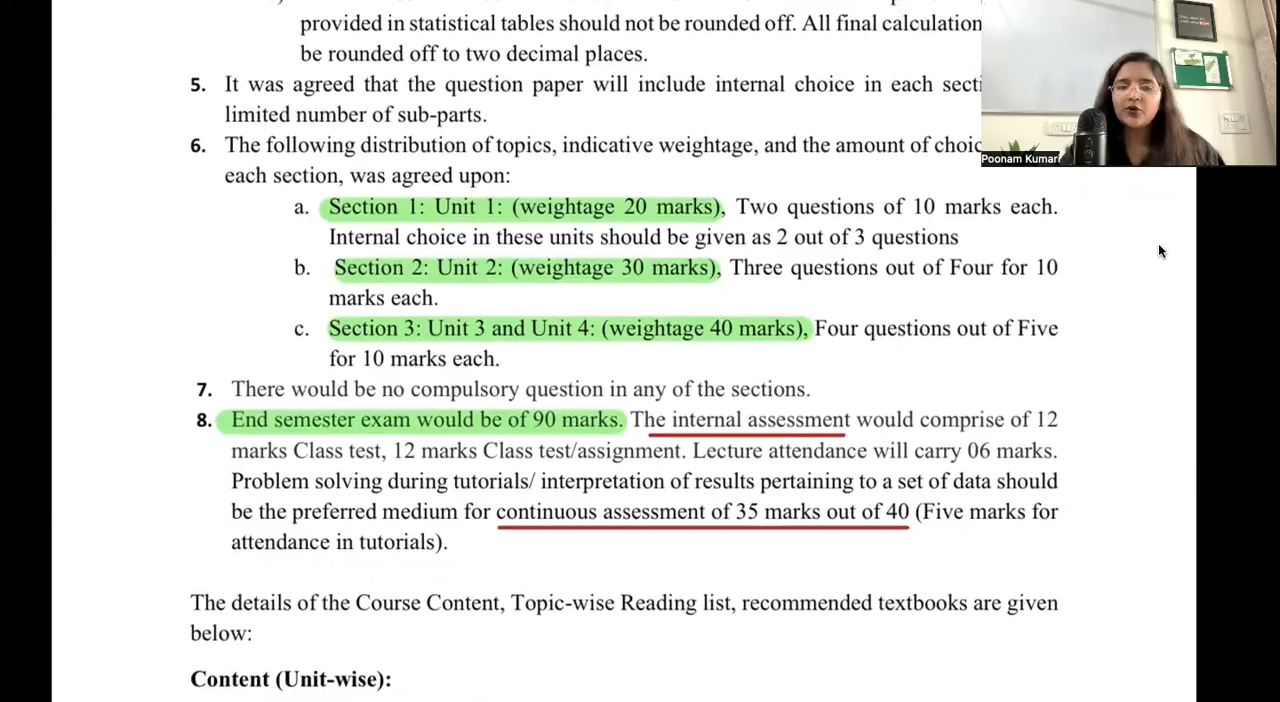 provided in statistical tables should not be rounded off. All final calculation
be rounded off to two decimal places.
5. It was agreed that the question paper will include internal choice in each secti
limited number of sub-parts.
6. The following distribution of topics, indicative weightage, and the amount of choic
each section, was agreed upon:
a. Section 1: Unit 1: (weightage 20 marks), Two questions of 10 marks each.
Internal choice in these units should be given as 2 out of 3 questions
b. Section 2: Unit 2: (weightage 30 marks), Three questions out of Four for 10
marks each.
c. Section 3: Unit 3 and Unit 4: (weightage 40 marks), Four questions out of Five
for 10 marks each.
7. There would be no compulsory question in any of the sections.
8. End semester exam would be of 90 marks. The internal assessment would comprise of 12
marks Class test, 12 marks Class test/assignment. Lecture attendance will carry 06 marks.
Problem solving during tutorials/ interpretation of results pertaining to a set of data should
be the preferred medium for continuous assessment of 35 marks out of 40 (Five marks for
attendance in tutorials).
The details of the Course Content, Topic-wise Reading list, recommended textbooks are given
below:
Content (Unit-wise):
Poonam Kumari